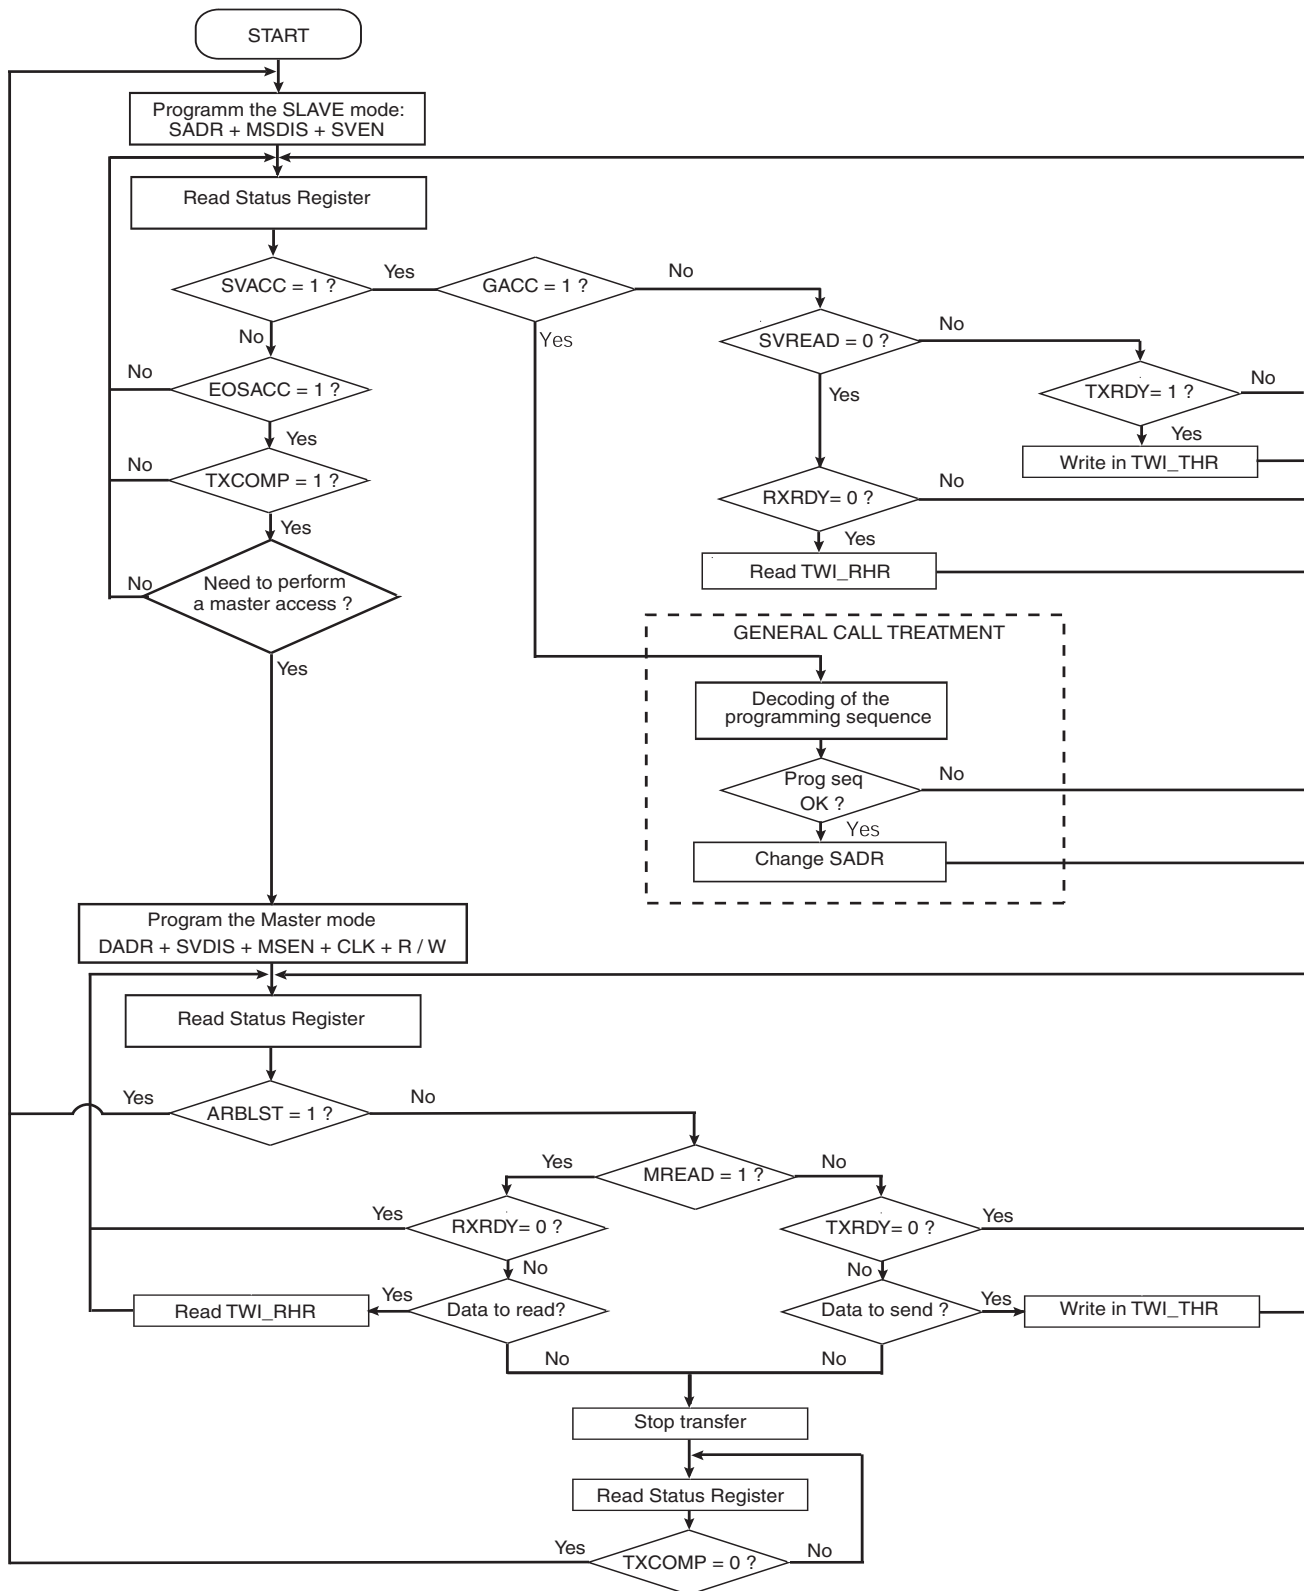 START
Programm the SLAVE mode:
SADR + MSDIS + SVEN
Read Status Register
SVACC = 1 ?
Yes
GACC = 1 ?
No
No
Yes
SVREAD = 0 ?
No
No
EOSACC = 1 ?
Yes
TXRDY= 1 ?
No
Yes
Yes
Write in TWI_THR
No
TXCOMP = 1 ?
RXRDY= 0 ?
No
Yes
Yes
Read TWI_RHR
No
Need to perform
a master access ?
Yes
GENERAL CALL TREATMENT
Decoding of the
programming sequence
Prog seq
OK ?
No
Yes
Change SADR
Program the Master mode
DADR + SVDIS + MSEN + CLK + R / W
Read Status Register
Yes
ARBLST = 1 ?
No
Yes
MREAD = 1 ?
No
Yes
RXRDY= 0 ?
TXRDY= 0 ?
Yes
No
No
Read TWI_RHR
Yes
Data to read?
Data to send ?
Yes
Write in TWI_THR
No
No
Stop transfer
Read Status Register
Yes
TXCOMP = 0 ?
No